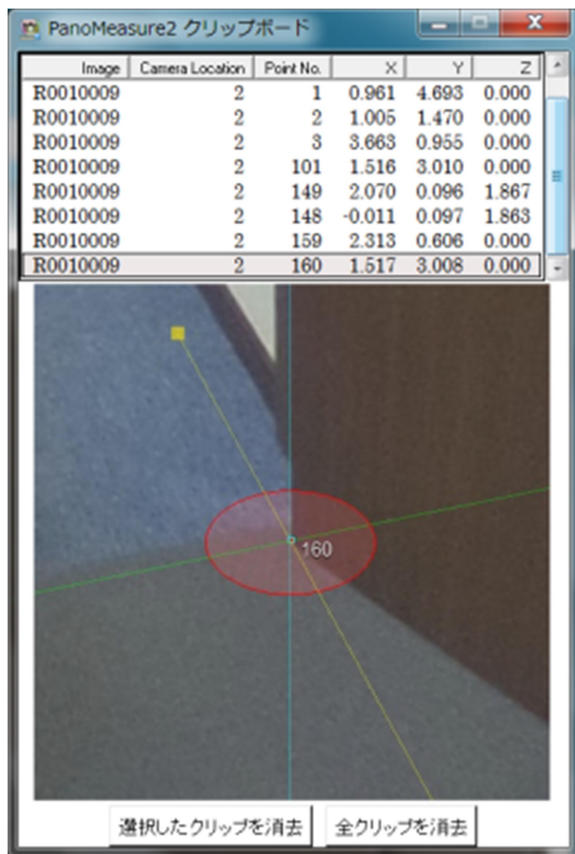 PanoMeasure2 クリップボード
Image Camera Location Point No. X Y Z
R0010009 2 1 0.961 4.693 0.000
R0010009 2 2 1.005 1.470 0.000
R0010009 2 3 3.663 0.955 0.000
R0010009 2 101 1.516 3.010 0.000
R0010009 2 149 2.070 0.096 1.867
R0010009 2 148 -0.011 0.097 1.863
R0010009 2 159 2.313 0.606 0.000
R0010009 2 160 1.517 3.008 0.000
160
選択したクリップを消去 全クリップを消去